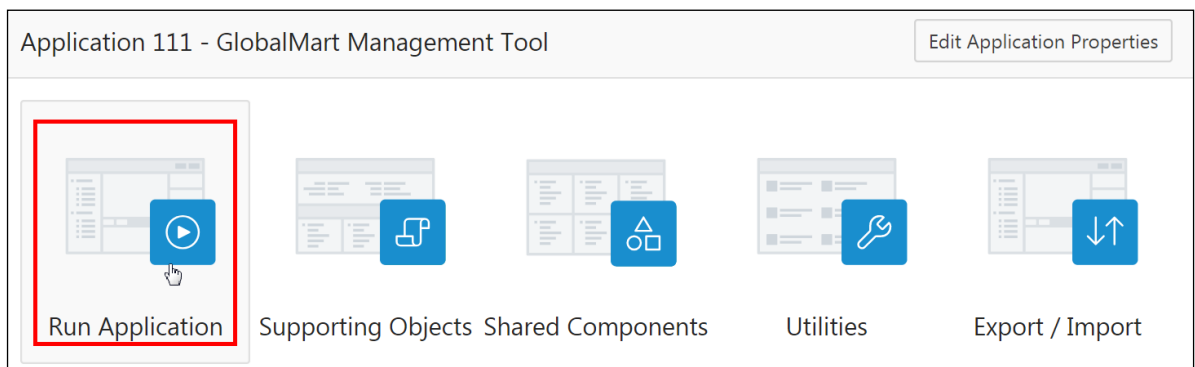 Application 111 - GlobalMart Management Tool
Edit Application Properties
Run Application
Supporting Objects
Shared Components
Utilities
Export / Import